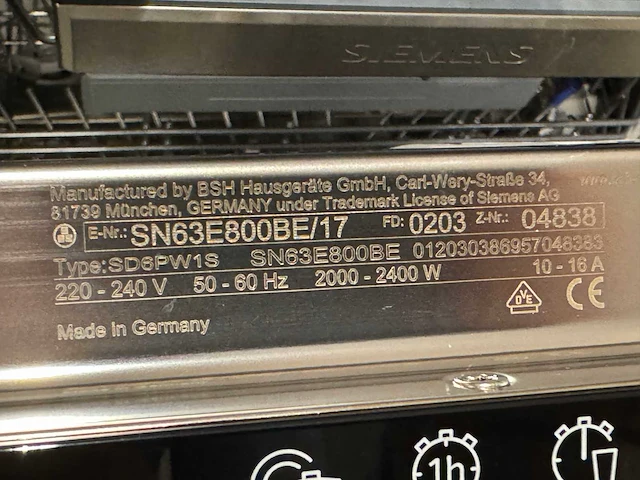 SIEMENS
Manufactured by BSH Hausgeräte GmbH, Carl-Wery-Straße 34,
81739 München, GERMANY under Trademark License of Siemens AG
E-Nr.: SN63E800BE/17 FD: 0203 Z-Nr.: 04838
Type: SD6PW1S SN63E800BE 012030386957048383
220 - 240 V 50 - 60 Hz 2000 - 2400 W 10 - 16 A
DVE CE
Made in Germany
1h